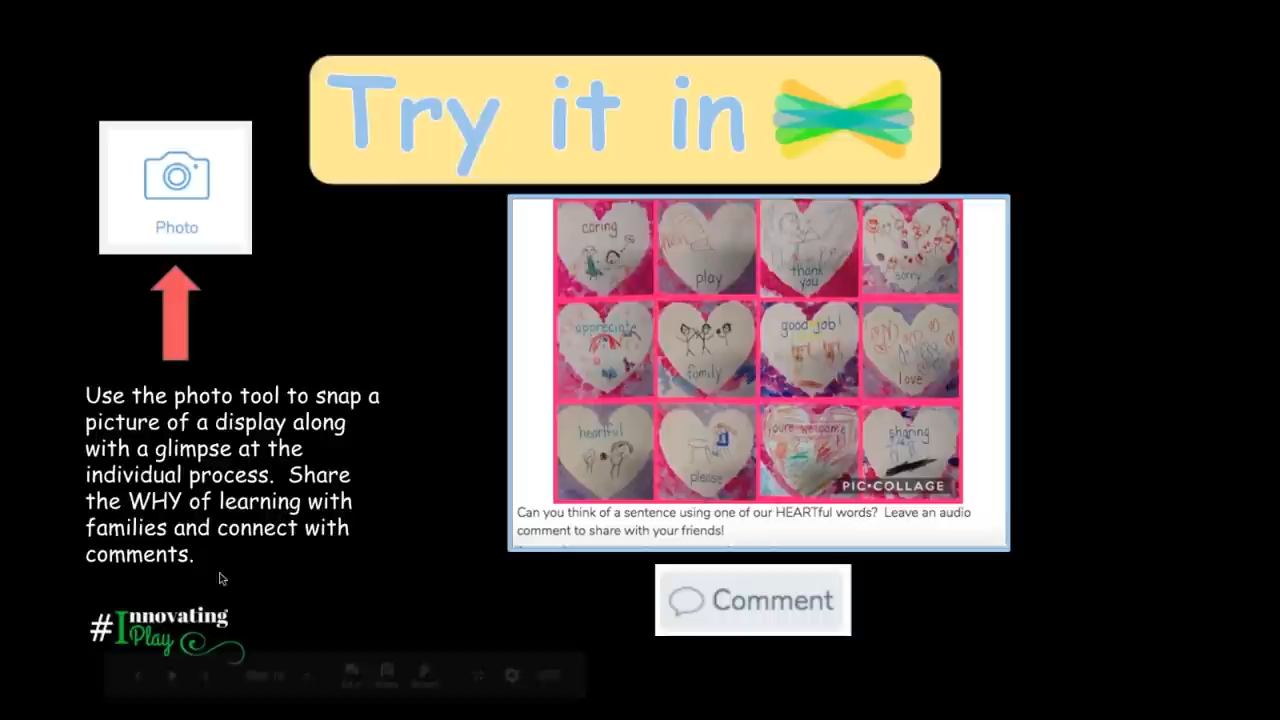 Try it in
Photo
Use the photo tool to snap a
picture of a display along
with a glimpse at the
individual process. Share
the WHY of learning with
families and connect with
comments.
#Innovating
Play
caring
play
thank
you
sorry
appreciate
family
good job!
love
heartful
please
you're welcome
sharing
PIC•COLLAGE
Can you think of a sentence using one of our HEARTful words? Leave an audio
comment to share with your friends!
Comment